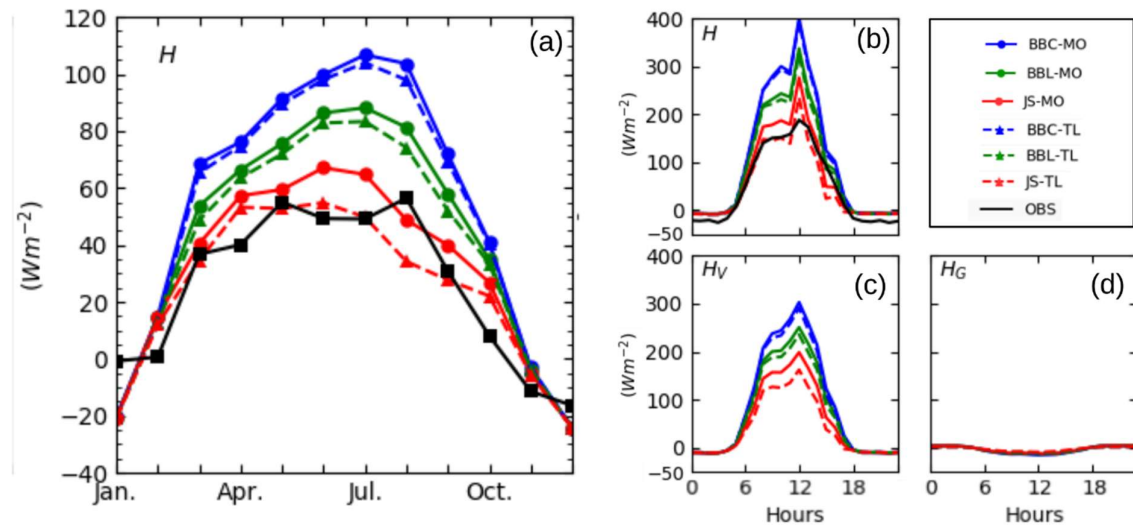 120
100
80
60
40
20
0
−20
−40
(Wm⁻²)
H
(a)
Jan.
Apr.
Jul.
Oct.
400
300
200
100
0
−50
(Wm⁻²)
H
(b)
BBC-MO
BBL-MO
JS-MO
BBC-TL
BBL-TL
JS-TL
OBS
400
300
200
100
0
−50
(Wm⁻²)
H_V
(c)
0
6
12
18
Hours
H_G
(d)
0
6
12
18
Hours